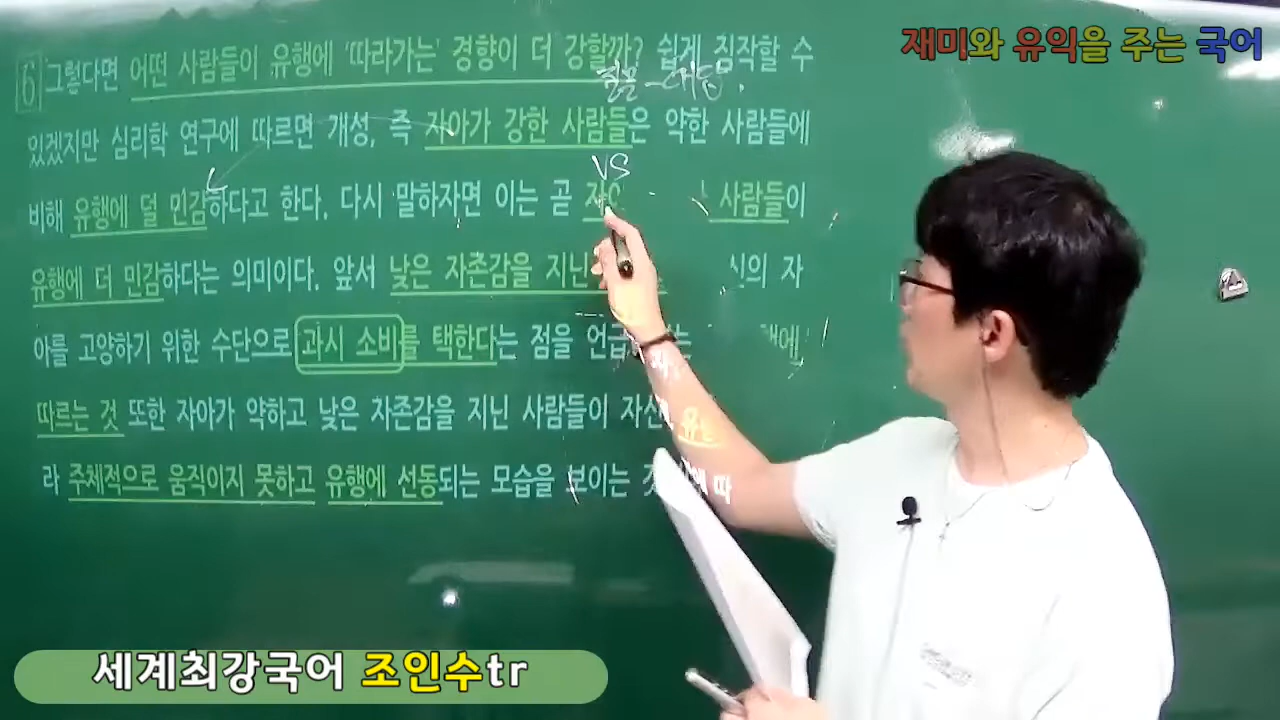 재미와 유익을 주는 국어
6 그렇다면 어떤 사람들이 유행에 '따라가는' 경향이 더 강할까? 쉽게 짐작할 수
질문-대답.
있겠지만 심리학 연구에 따르면 개성, 즉 자아가 강한 사람들은 약한 사람들에
VS
비해 유행에 덜 민감하다고 한다. 다시 말하자면 이는 곧 사람들이
유행에 더 민감하다는 의미이다. 앞서 낮은 자존감을 지닌 자
아를 고양하기 위한 수단으로 과시 소비를 택한다는 점을
따르는 것 또한 자아가 약하고 낮은 자존감을 지닌 사람들이
라 주체적으로 움직이지 못하고 유행에 선동되는 모습을 보이는
세계최강국어 조인수tr